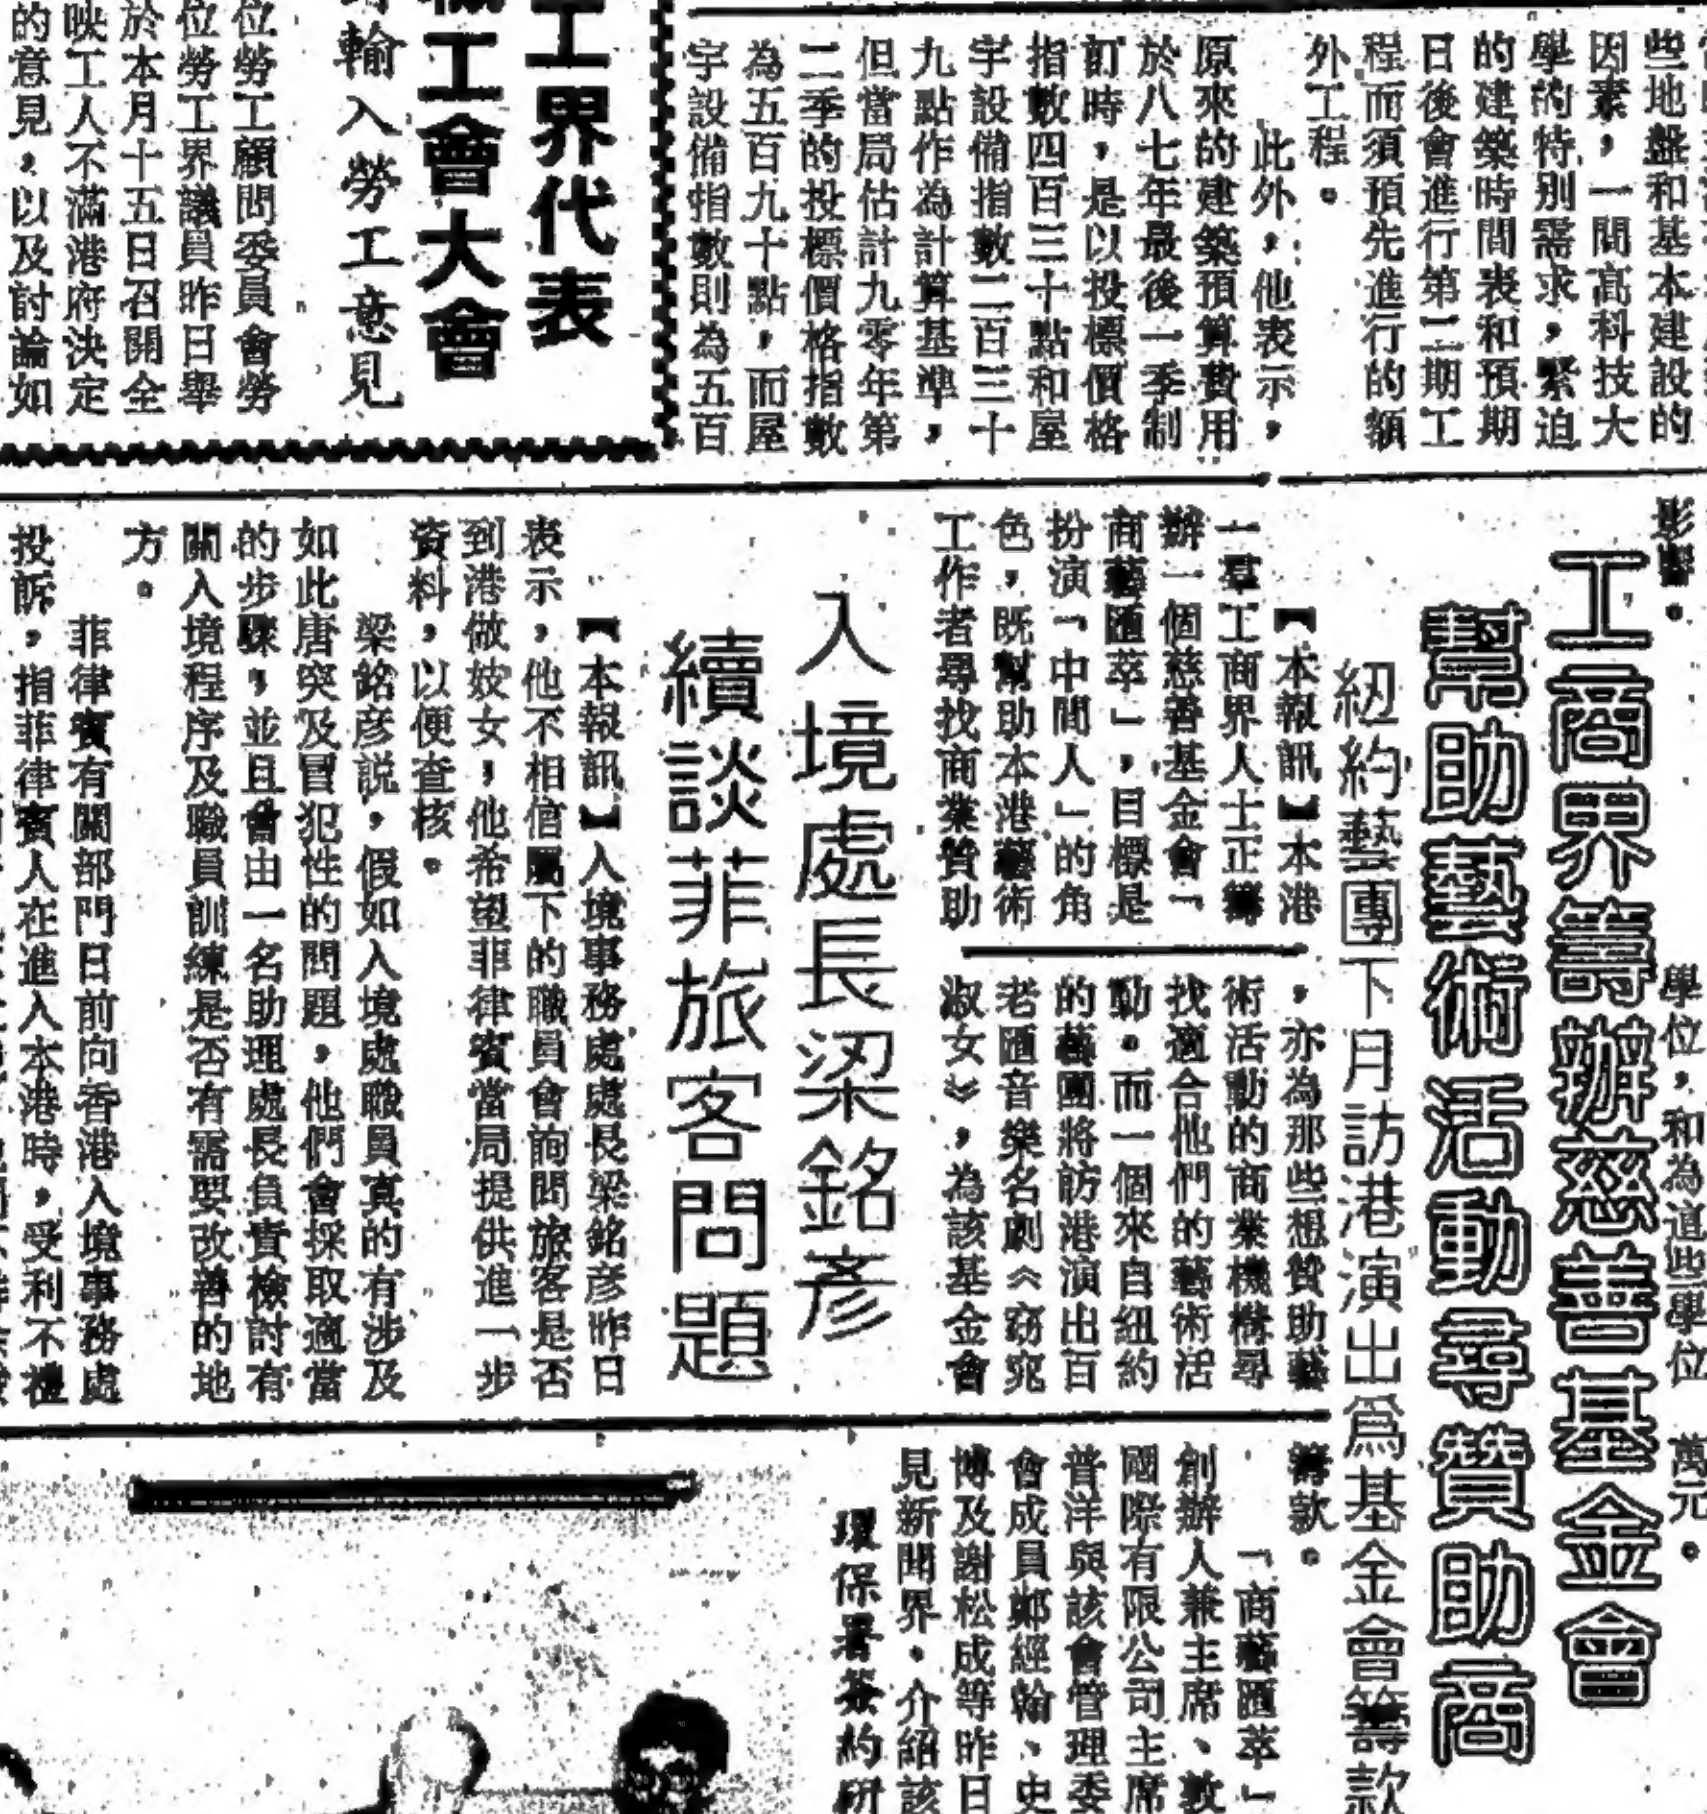 些地盤和基本建設的
因素，一間高科技大
學的特別需求，緊迫
的建築時間表和預期
日後會進行第二期工
程而須預先進行的額
外工程。
此外，他表示，
原來的建築預算費用
於八七年最後一季制
訂時，是以投標價格
指數四百三十點和屋
宇設備指數二百三十
九點作為計算基準，
但當局估計九零年第
二季的投標價格指數
為五百九十點，而屋
宇設備指數則為五百
工界代表
工會大會
輸入勞工意見
位勞工顧問委員會勞
位勞工界議員昨日舉
於本月十五日召開全
映工人不滿港府決定
的意見，以及討論如
影響。
學位，和為這些學位
萬元。
工商界籌辦慈善基金會
幫助藝術活動尋贊助商
紐約藝團下月訪港演出為基金會籌款
【本報訊】本港
一羣工商界人士正籌
辦一個慈善基金會「
商藝匯萃」，目標是
扮演「中間人」的角
色，既幫助本港藝術
工作者尋找商業贊助
，亦為那些想贊助藝
術活動的商業機構尋
找適合他們的藝術活
動。而一個來自紐約
的藝團將訪港演出百
老匯音樂名劇《窈窕
淑女》，為該基金會
籌款。
「商藝匯萃」
創辦人兼主席、敦
國際有限公司主席
普洋與該會管理委
會成員鄭經翰、史
博及謝松成等昨日
見新聞界。介紹該
環保署簽約研
入境處長梁銘彥
續談菲旅客問題
【本報訊】入境事務處處長梁銘彦昨日
表示，他不相信屬下的職員會詢問旅客是否
到港做妓女，他希望菲律賓當局提供進一步
資料，以便查核。
梁銘彦説，假如入境處職員真的有涉及
如此唐突及冒犯性的問題，他們會採取適當
的步驟，並且會由一名助理處長負責檢討有
關入境程序及職員訓練是否有需要改善的地
方。
菲律賓有關部門日前向香港入境事務處
投訴，指菲律賓人在進入本港時，受利不禮